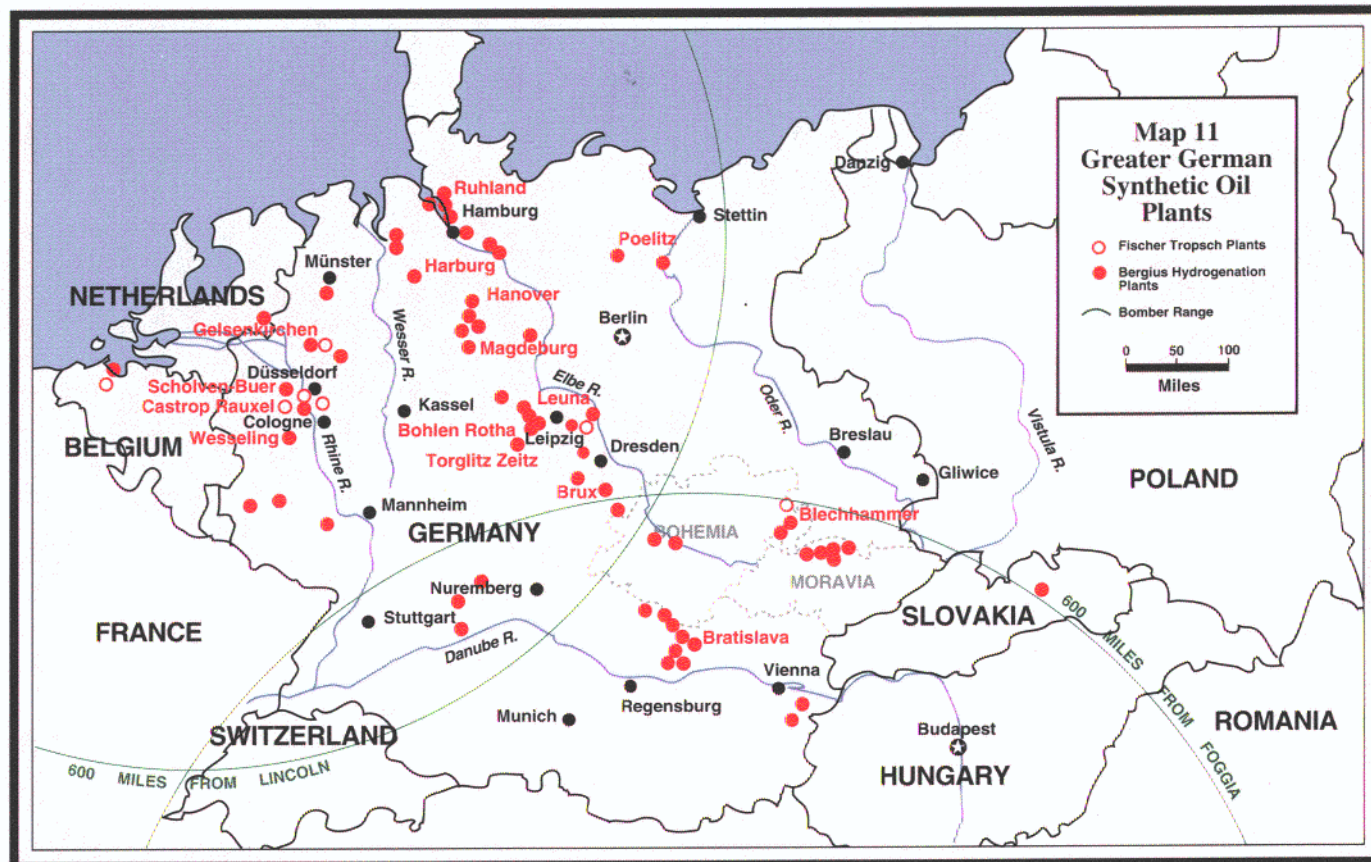 Map 11
Greater German
Synthetic Oil
Plants
Fischer Tropsch Plants
Bergius Hydrogenation
Plants
Bomber Range
0 50 100
Miles
Danzig
Ruhland
Hamburg
Stettin
Poelitz
Harburg
Münster
NETHERLANDS
Hanover
Gelsenkirchen
Wesser R.
Berlin
Magdeburg
Düsseldorf
Scholven-Buer
Castrop Rauxel
Cologne
Kassel
Elbe R.
Leuna
Oder R.
Vistula R.
BELGIUM
Wesseling
Rhine R.
Bohlen Rotha
Leipzig
Torglitz Zeitz
Dresden
Breslau
Gliwice
POLAND
Brux
Mannheim
GERMANY
BOHEMIA
Blechhammer
MORAVIA
Nuremberg
Stuttgart
FRANCE
Danube R.
SLOVAKIA
Bratislava
Vienna
Regensburg
Munich
SWITZERLAND
Budapest
HUNGARY
ROMANIA
600 MILES FROM LINCOLN
600 MILES FROM FOGGIA